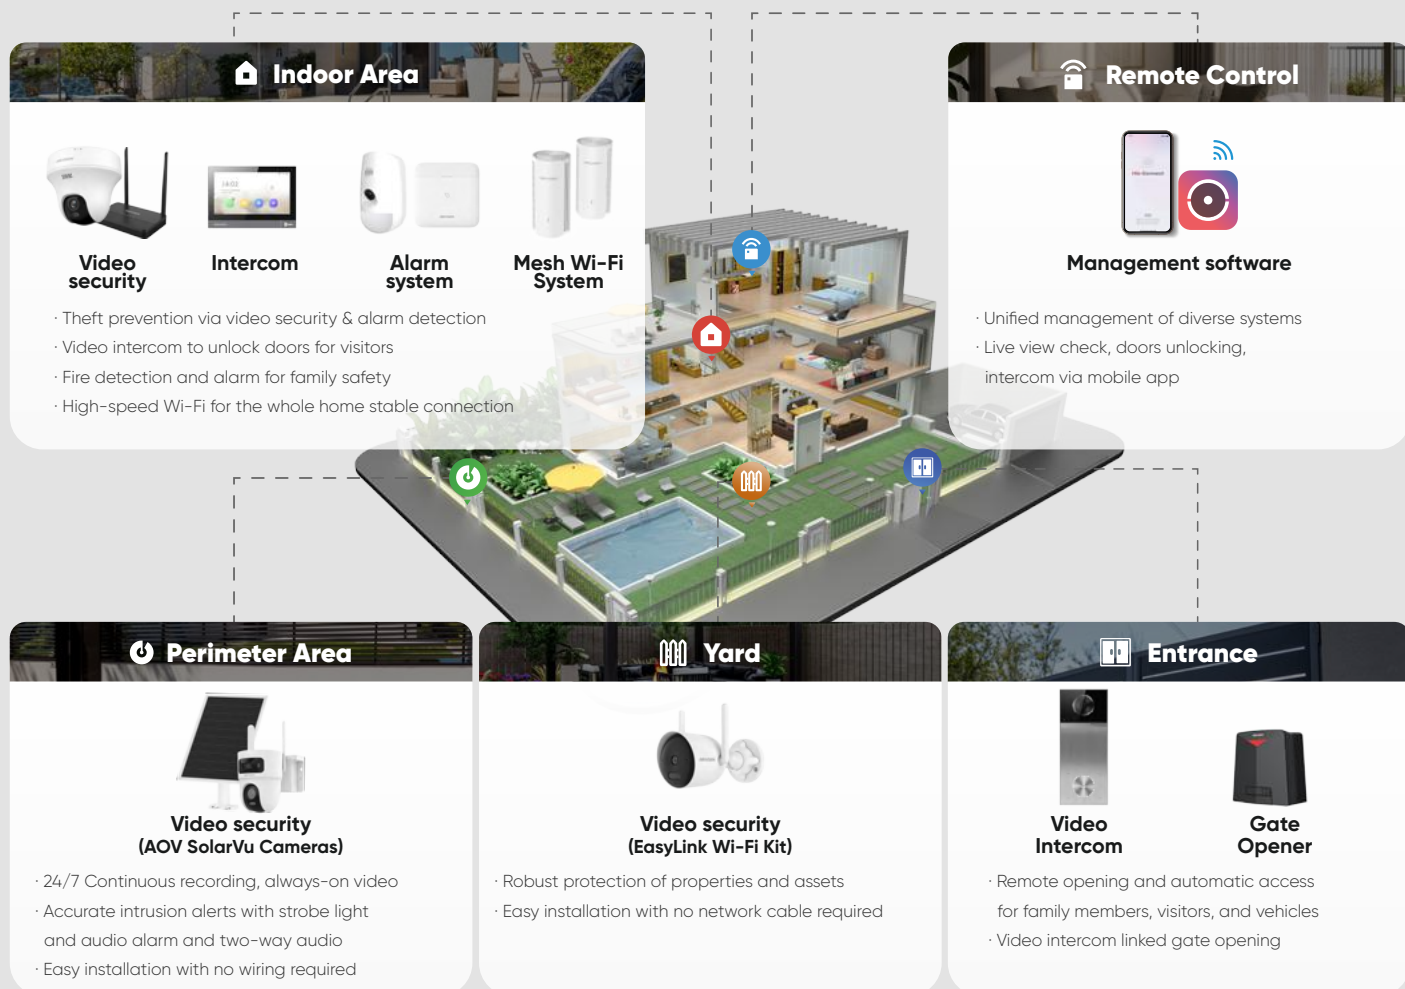 Indoor Area
Video
security
Intercom
Alarm
system
Mesh Wi-Fi
System
· Theft prevention via video security & alarm detection
· Video intercom to unlock doors for visitors
· Fire detection and alarm for family safety
· High-speed Wi-Fi for the whole home stable connection
Remote Control
Management software
· Unified management of diverse systems
· Live view check, doors unlocking,
intercom via mobile app
Perimeter Area
Video security
(AOV SolarVu Cameras)
· 24/7 Continuous recording, always-on video
· Accurate intrusion alerts with strobe light
and audio alarm and two-way audio
· Easy installation with no wiring required
Yard
Video security
(EasyLink Wi-Fi Kit)
· Robust protection of properties and assets
· Easy installation with no network cable required
Entrance
Video
Intercom
Gate
Opener
· Remote opening and automatic access
for family members, visitors, and vehicles
· Video intercom linked gate opening